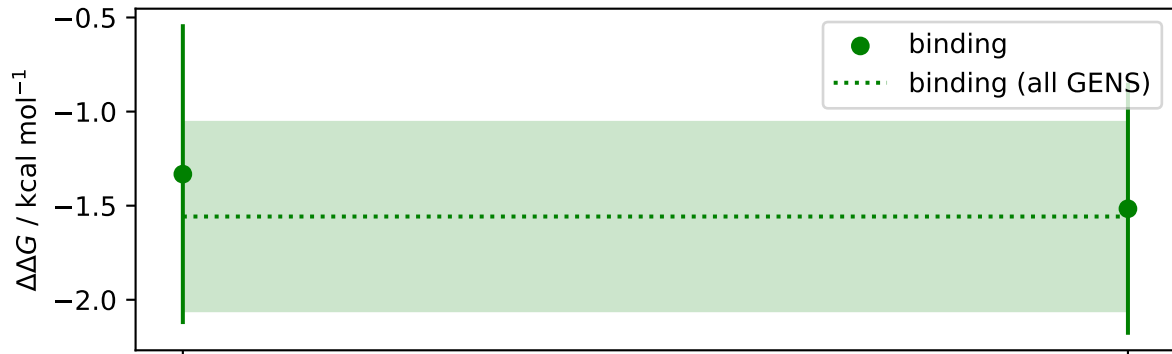 −0.5
−1.0
−1.5
−2.0
ΔΔG / kcal mol⁻¹
binding
binding (all GENS)